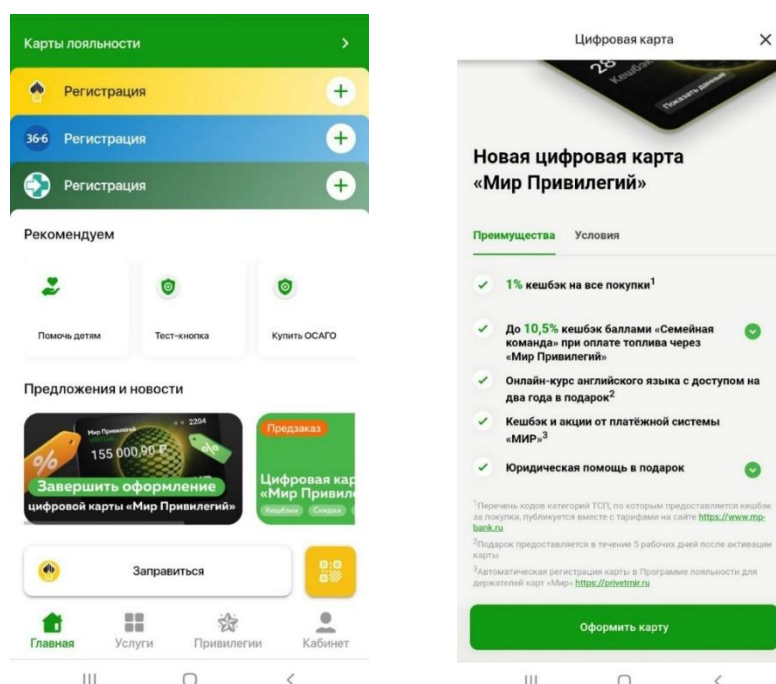 Карты лояльности
Регистрация
36·6 Регистрация
Регистрация
Рекомендуем
Помочь детям
Тест-кнопка
Купить ОСАГО
Предложения и новости
Мир Привилегий
VIRTUAL
2204
155 000,90 ₽
%
%
Завершить оформление
цифровой карты «Мир Привилегий»
Предзаказ
Цифровая кар
«Мир Привил
Кешбэки Скидки
Заправиться
Главная
Услуги
Привилегии
Кабинет
Цифровая карта
28
Кешбэк
Показать данные
Новая цифровая карта
«Мир Привилегий»
Преимущества Условия
1% кешбэк на все покупки¹
До 10,5% кешбэк баллами «Семейная
команда» при оплате топлива через
«Мир Привилегий»
Онлайн-курс английского языка с доступом на
два года в подарок²
Кешбэк и акции от платёжной системы
«МИР»³
Юридическая помощь в подарок
¹Перечень кодов категорий ТСП, по которым предоставляется кешбэк
за покупки, публикуется вместе с тарифами на сайте https://www.mp-
bank.ru
²Подарок предоставляется в течение 5 рабочих дней после активации
карты
³Автоматическая регистрация карты в Программе лояльности для
держателей карт «Мир» https://privetmir.ru
Оформить карту